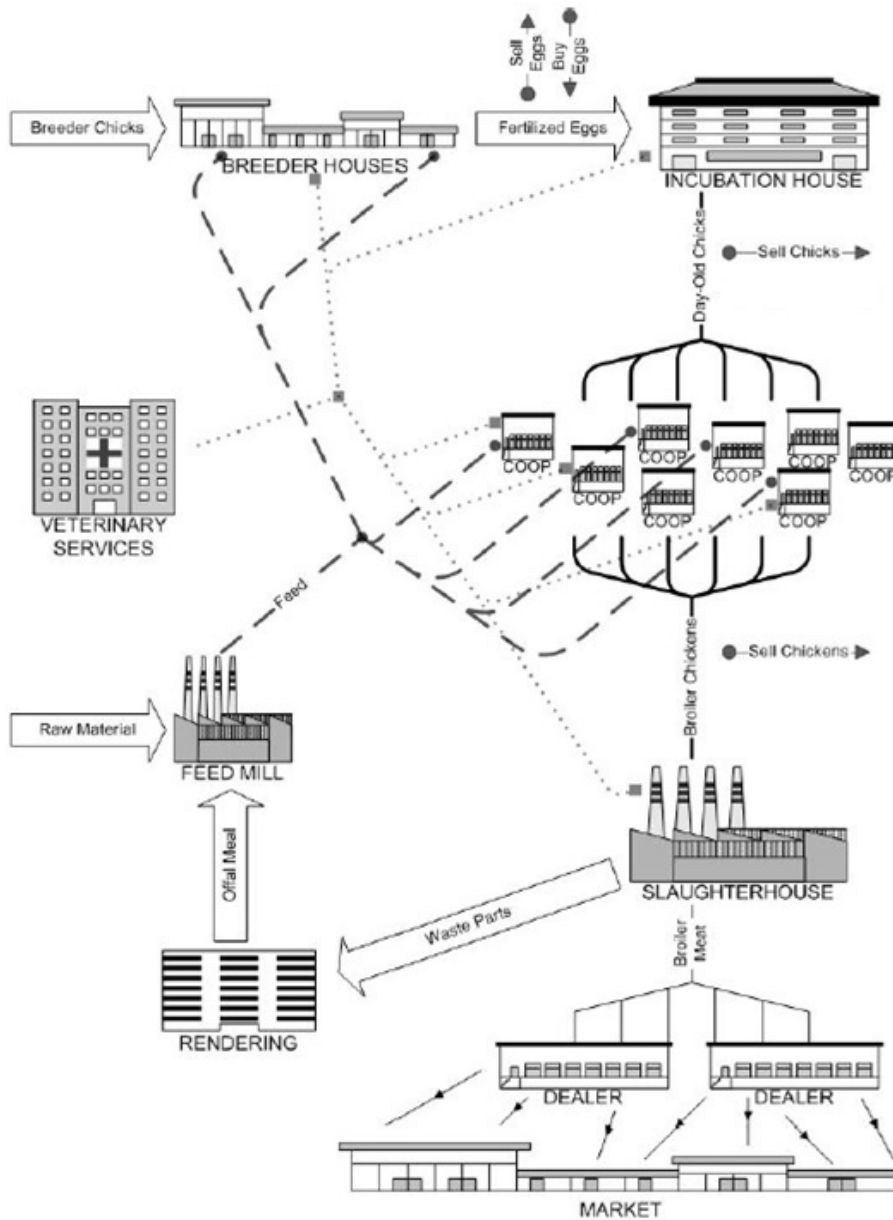 Sell
Eggs
Buy
Eggs
Breeder Chicks
Fertilized Eggs
BREEDER HOUSES
INCUBATION HOUSE
Day-Old Chicks
Sell Chicks
COOP
COOP
COOP
COOP
COOP
COOP
COOP
COOP
VETERINARY
SERVICES
Feed
Broiler Chickens
Sell Chickens
Raw Material
FEED MILL
Offal Meal
SLAUGHTERHOUSE
Waste Parts
Broiler
Meat
RENDERING
DEALER
DEALER
MARKET